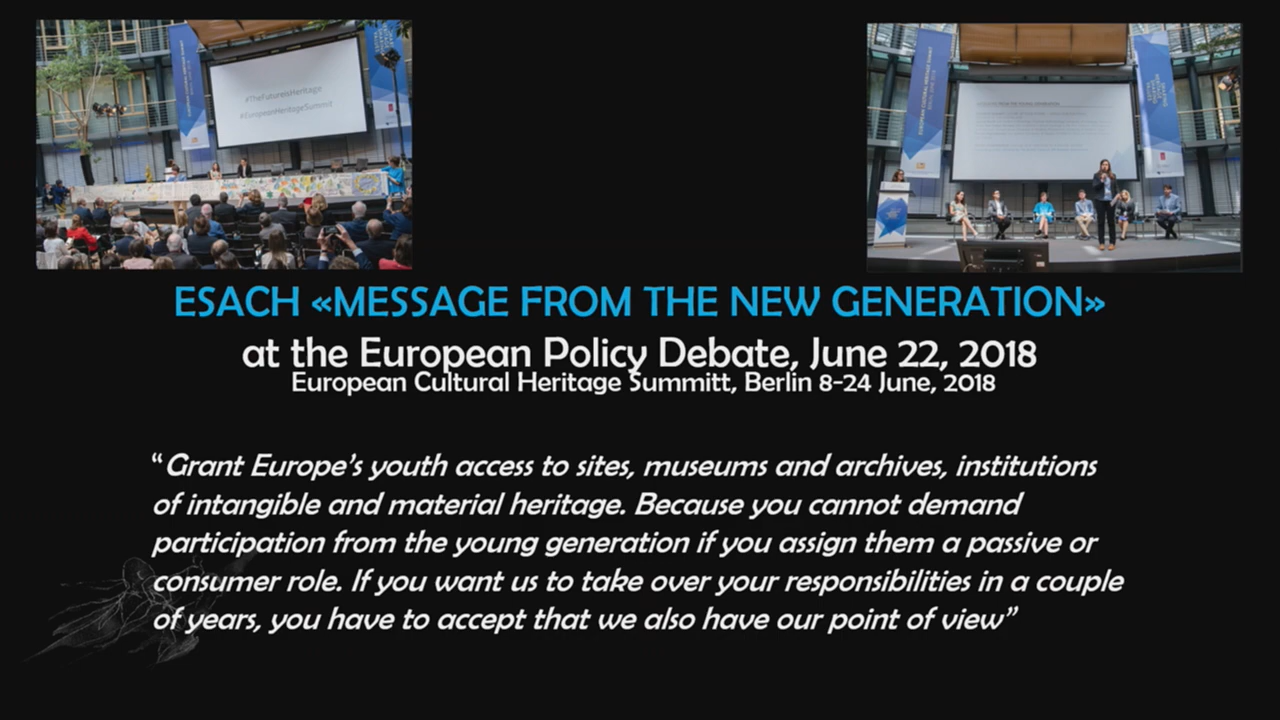 #TheFutureIsHeritage
#EuropeanHeritageSummit
ESACH «MESSAGE FROM THE NEW GENERATION»
at the European Policy Debate, June 22, 2018
European Cultural Heritage Summitt, Berlin 8-24 June, 2018
“Grant Europe’s youth access to sites, museums and archives, institutions
of intangible and material heritage. Because you cannot demand
participation from the young generation if you assign them a passive or
consumer role. If you want us to take over your responsibilities in a couple
of years, you have to accept that we also have our point of view”